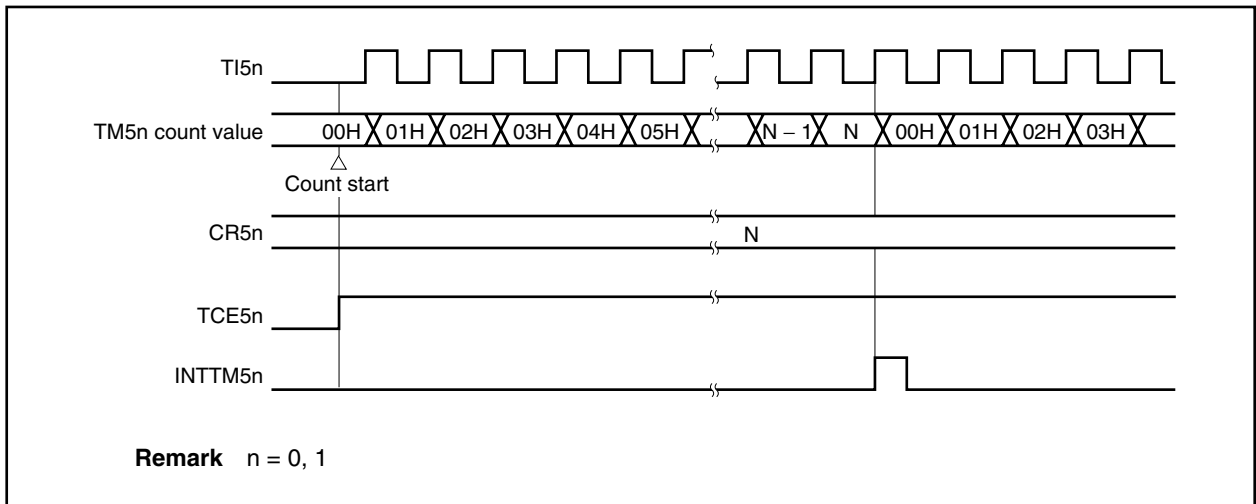 TI5n
TM5n count value 00H 01H 02H 03H 04H 05H N – 1 N 00H 01H 02H 03H
Count start
CR5n N
TCE5n
INTTM5n
Remark n = 0, 1